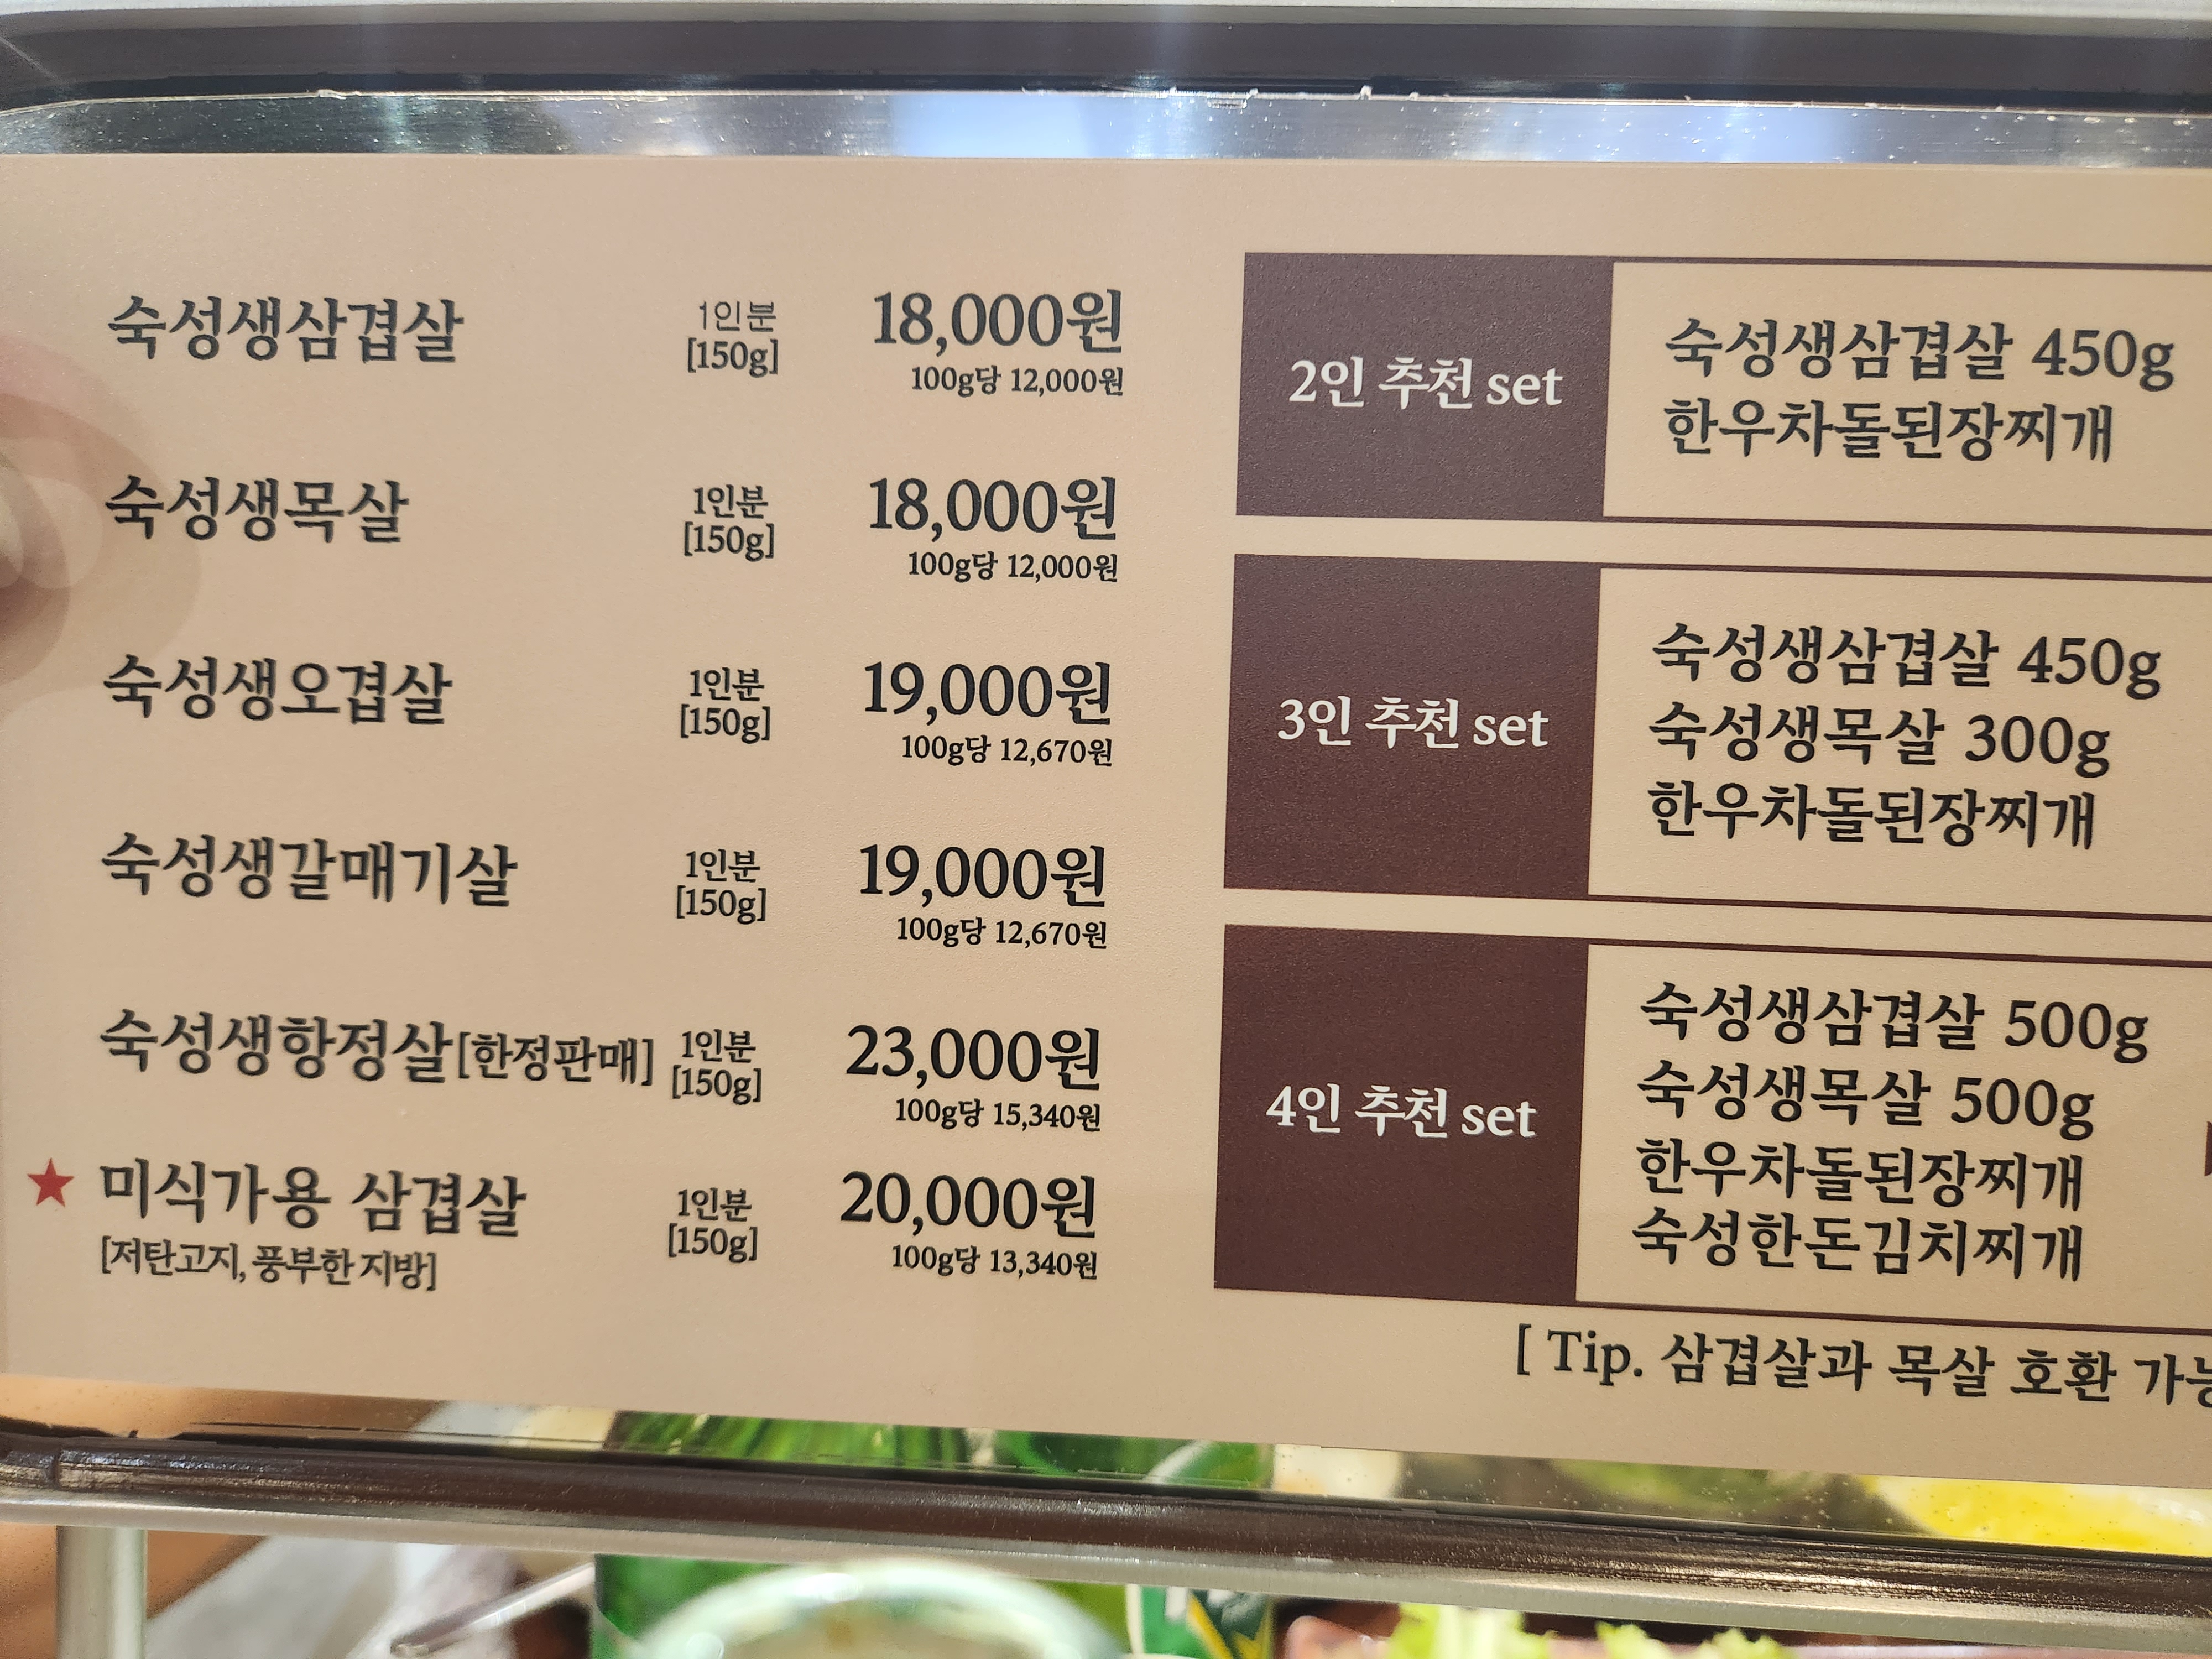 숙성생삼겹살 1인분 18,000원
[150g] 100g당 12,000원
숙성생목살 1인분 18,000원
[150g] 100g당 12,000원
숙성생오겹살 1인분 19,000원
[150g] 100g당 12,670원
숙성생갈매기살 1인분 19,000원
[150g] 100g당 12,670원
숙성생항정살[한정판매] 1인분 23,000원
[150g] 100g당 15,340원
★ 미식가용 삼겹살 1인분 20,000원
[저탄고지, 풍부한 지방] [150g] 100g당 13,340원
2인 추천 set
숙성생삼겹살 450g
한우차돌된장찌개
3인 추천 set
숙성생삼겹살 450g
숙성생목살 300g
한우차돌된장찌개
4인 추천 set
숙성생삼겹살 500g
숙성생목살 500g
한우차돌된장찌개
숙성한돈김치찌개
[ Tip. 삼겹살과 목살 호환